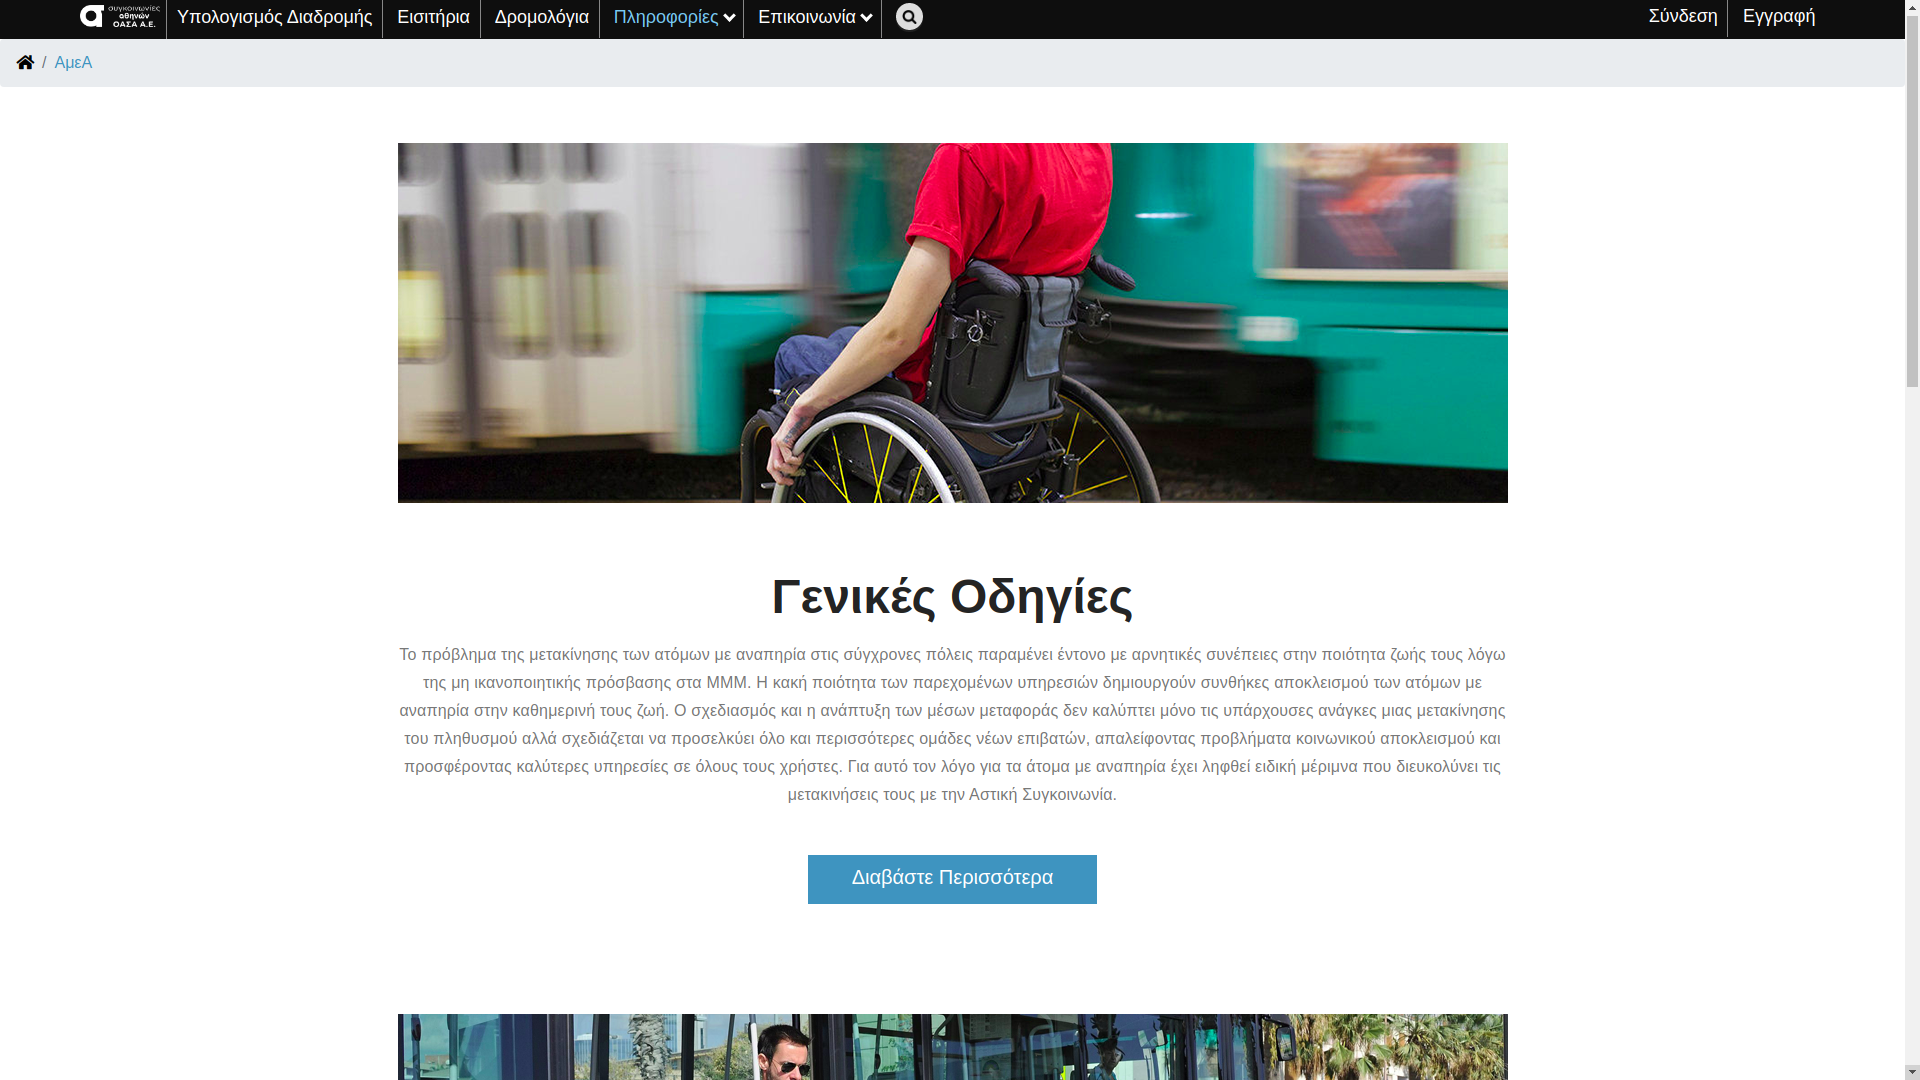 συγκοινωνίες
αθηνών
ΟΑΣΑ Α.Ε.
Υπολογισμός Διαδρομής
Εισιτήρια
Δρομολόγια
Πληροφορίες
Επικοινωνία
Σύνδεση
Εγγραφή
/ ΑμεΑ
Γενικές Οδηγίες
Το πρόβλημα της μετακίνησης των ατόμων με αναπηρία στις σύγχρονες πόλεις παραμένει έντονο με αρνητικές συνέπειες στην ποιότητα ζωής τους λόγω
της μη ικανοποιητικής πρόσβασης στα ΜΜΜ. Η κακή ποιότητα των παρεχομένων υπηρεσιών δημιουργούν συνθήκες αποκλεισμού των ατόμων με
αναπηρία στην καθημερινή τους ζωή. Ο σχεδιασμός και η ανάπτυξη των μέσων μεταφοράς δεν καλύπτει μόνο τις υπάρχουσες ανάγκες μιας μετακίνησης
του πληθυσμού αλλά σχεδιάζεται να προσελκύει όλο και περισσότερες ομάδες νέων επιβατών, απαλείφοντας προβλήματα κοινωνικού αποκλεισμού και
προσφέροντας καλύτερες υπηρεσίες σε όλους τους χρήστες. Για αυτό τον λόγο για τα άτομα με αναπηρία έχει ληφθεί ειδική μέριμνα που διευκολύνει τις
μετακινήσεις τους με την Αστική Συγκοινωνία.
Διαβάστε Περισσότερα